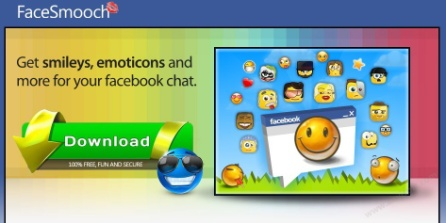 FaceSmooch
Get smileys, emoticons and
more for your facebook chat.
Download
100% FREE, FUN AND SECURE
facebook